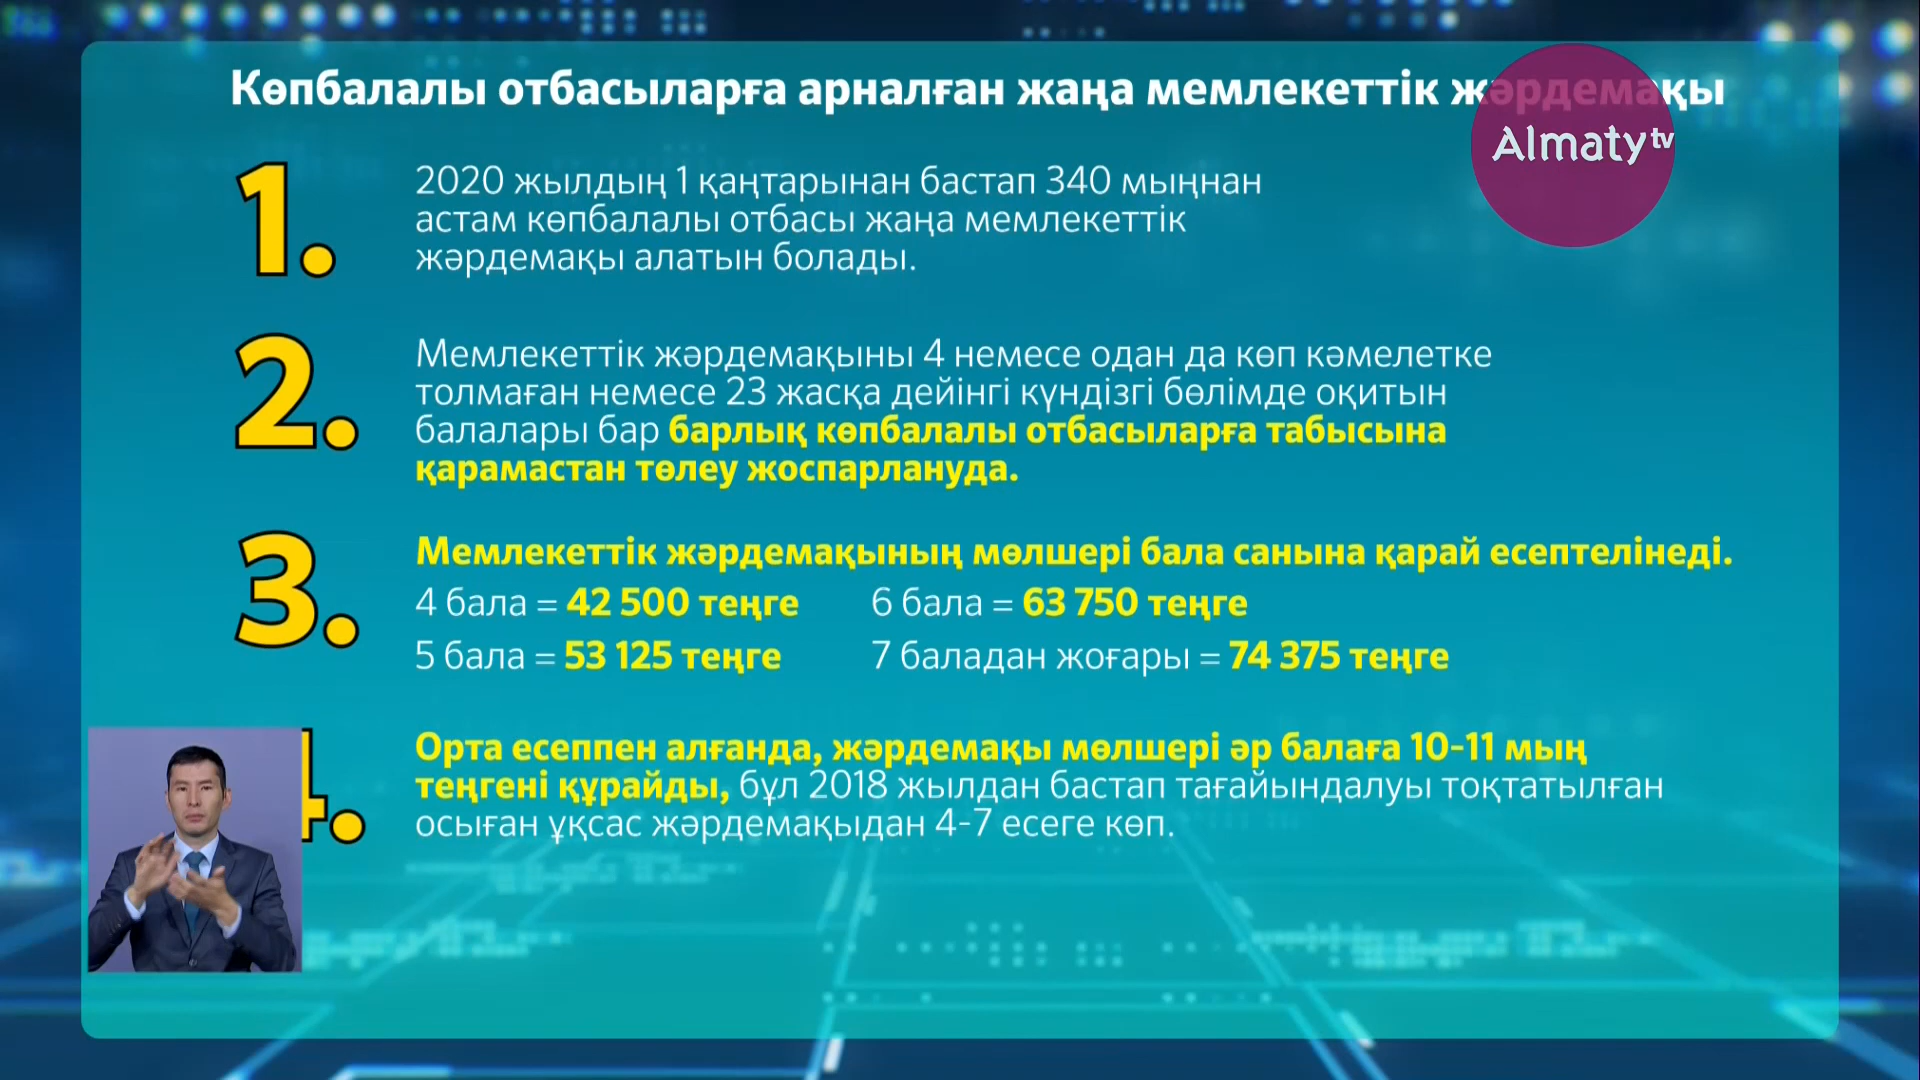 Көпбалалы отбасыларға арналған жаңа мемлекеттік жәрдемақы
Almaty tv
1.
2020 жылдың 1 қаңтарынан бастап 340 мыңнан
астам көпбалалы отбасы жаңа мемлекеттік
жәрдемақы алатын болады.
2.
Мемлекеттік жәрдемақыны 4 немесе одан да көп кәмелетке
толмаған немесе 23 жасқа дейінгі күндізгі бөлімде оқитын
балалары бар барлық көпбалалы отбасыларға табысына
қарамастан төлеу жоспарлануда.
3.
Мемлекеттік жәрдемақының мөлшері бала санына қарай есептелінеді.
4 бала = 42 500 теңге 6 бала = 63 750 теңге
5 бала = 53 125 теңге 7 баладан жоғары = 74 375 теңге
4.
Орта есеппен алғанда, жәрдемақы мөлшері әр балаға 10-11 мың
теңгені құрайды, бұл 2018 жылдан бастап тағайындалуы тоқтатылған
осыған ұқсас жәрдемақыдан 4-7 есеге көп.